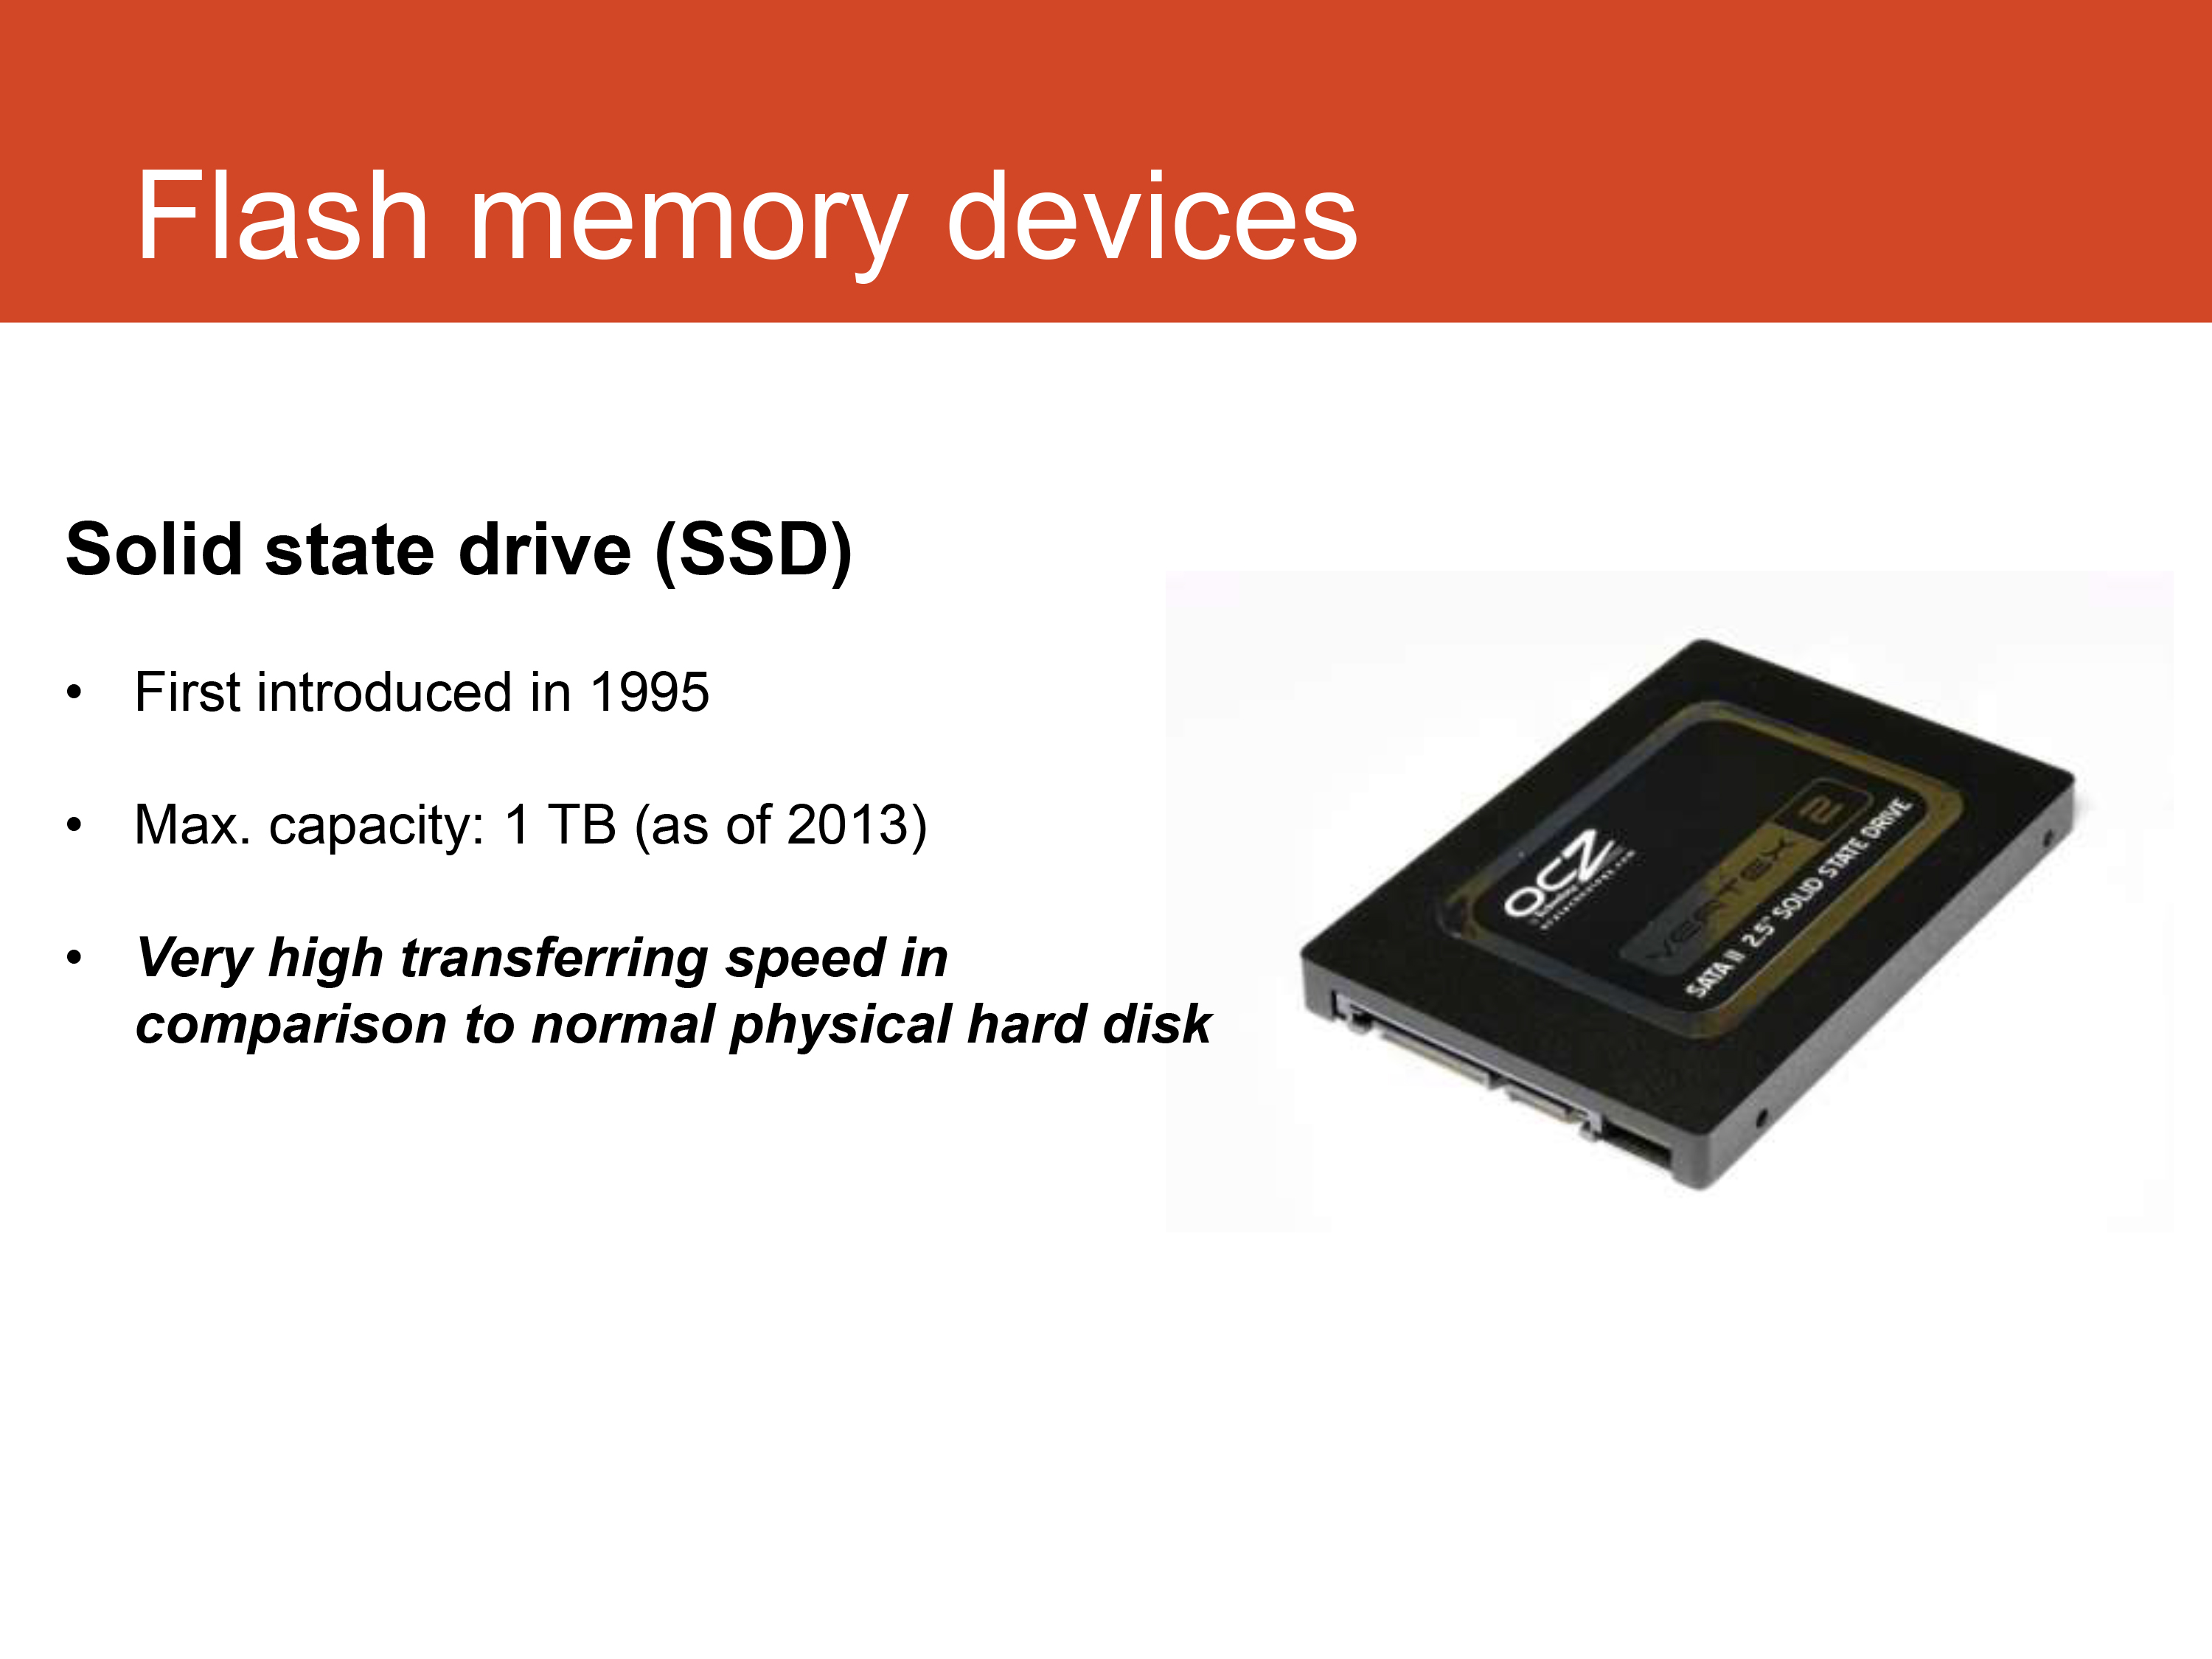 Flash memory devices
Solid state drive (SSD)
• First introduced in 1995
• Max. capacity: 1 TB (as of 2013)
• Very high transferring speed in
comparison to normal physical hard disk
OCZ
Technology
VERTEX 2
SATA II 2.5" SOLID STATE DRIVE